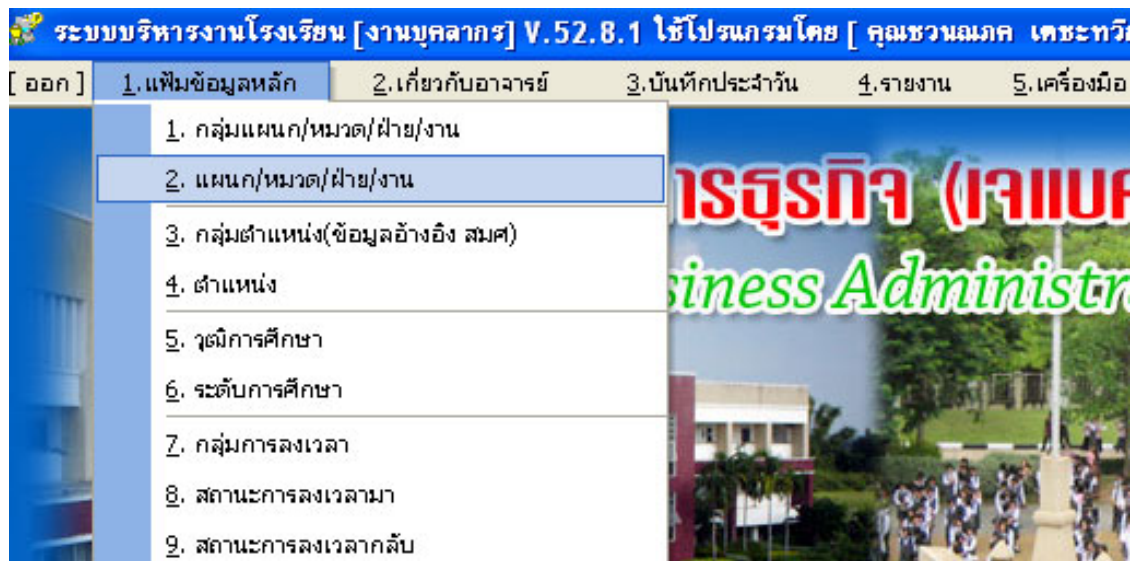 ระบบบริหารงานโรงเรียน [งานบุคลากร] V.52.8.1 ใช้โปรแกรมโดย [ คุณชวนณภค เตชะทวี
[ ออก ] 1.แฟ้มข้อมูลหลัก 2.เกี่ยวกับอาจารย์ 3.บันทึกประจำวัน 4.รายงาน 5.เครื่องมือ
1. กลุ่มแผนก/หมวด/ฝ่าย/งาน
2. แผนก/หมวด/ฝ่าย/งาน
3. กลุ่มตำแหน่ง(ข้อมูลอ้างอิง สมศ)
4. ตำแหน่ง
5. วุฒิการศึกษา
6. ระดับการศึกษา
7. กลุ่มการลงเวลา
8. สถานะการลงเวลามา
9. สถานะการลงเวลากลับ
ารธุรกิจ (เจแบค
siness Administr